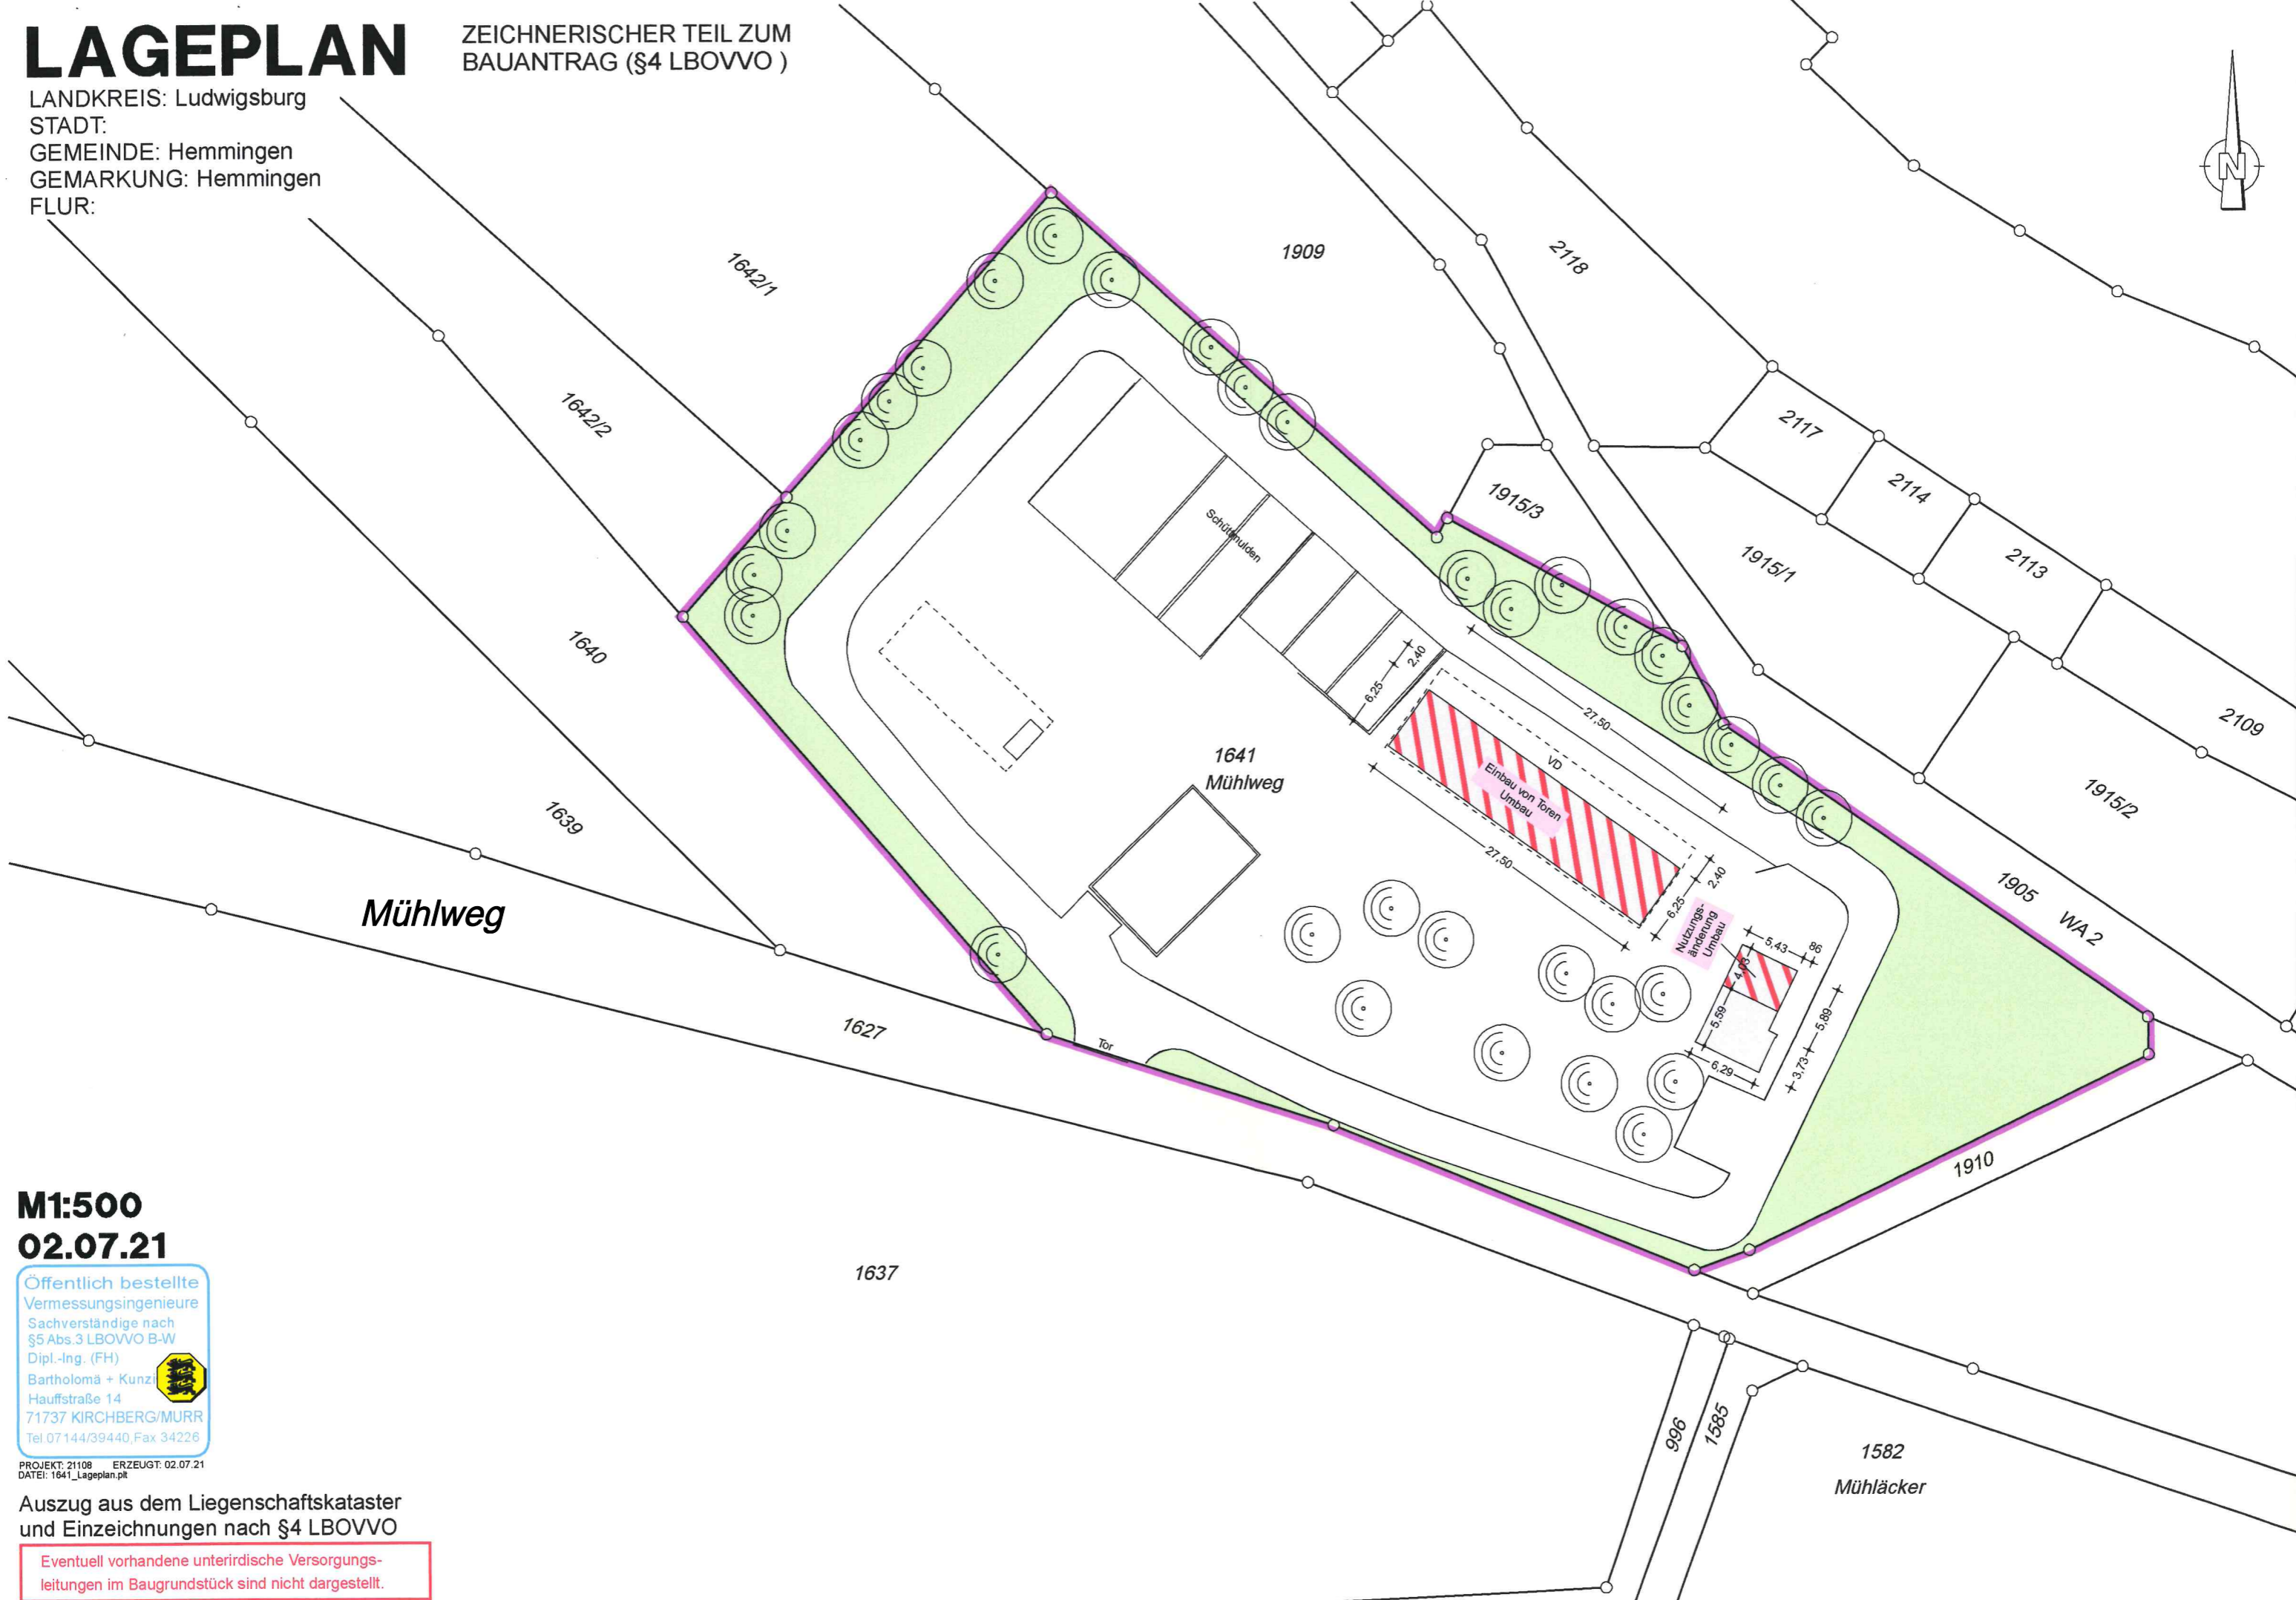 LAGEPLAN
ZEICHNERISCHER TEIL ZUM
BAUANTRAG (§4 LBOVVO )
LANDKREIS: Ludwigsburg
STADT:
GEMEINDE: Hemmingen
GEMARKUNG: Hemmingen
FLUR:
N
1642/1
1909
2118
1642/2
2117
2114
1915/3
2113
1915/1
Schüttmulden
1640
2,40
6,25
27,50
2109
1641
Mühlweg
VD
Einbau von Toren
Umbau
1915/2
1639
27,50
2,40
6,25
1905
WA 2
Mühlweg
Nutzungs-
änderung
Umbau
5,43
86
4,03
5,59
5,89
1627
Tor
6,29
3,73
1910
M1:500
02.07.21
1637
Öffentlich bestellte
Vermessungsingenieure
Sachverständige nach
§5 Abs.3 LBOVVO B-W
Dipl.-Ing. (FH)
Bartholomä + Kunzi
Hauffstraße 14
71737 KIRCHBERG/MURR
Tel.07144/39440,Fax 34226
PROJEKT: 21108 ERZEUGT: 02.07.21
DATEI: 1641_Lageplan.plt
996
1585
1582
Mühläcker
Auszug aus dem Liegenschaftskataster
und Einzeichnungen nach §4 LBOVVO
Eventuell vorhandene unterirdische Versorgungs-
leitungen im Baugrundstück sind nicht dargestellt.